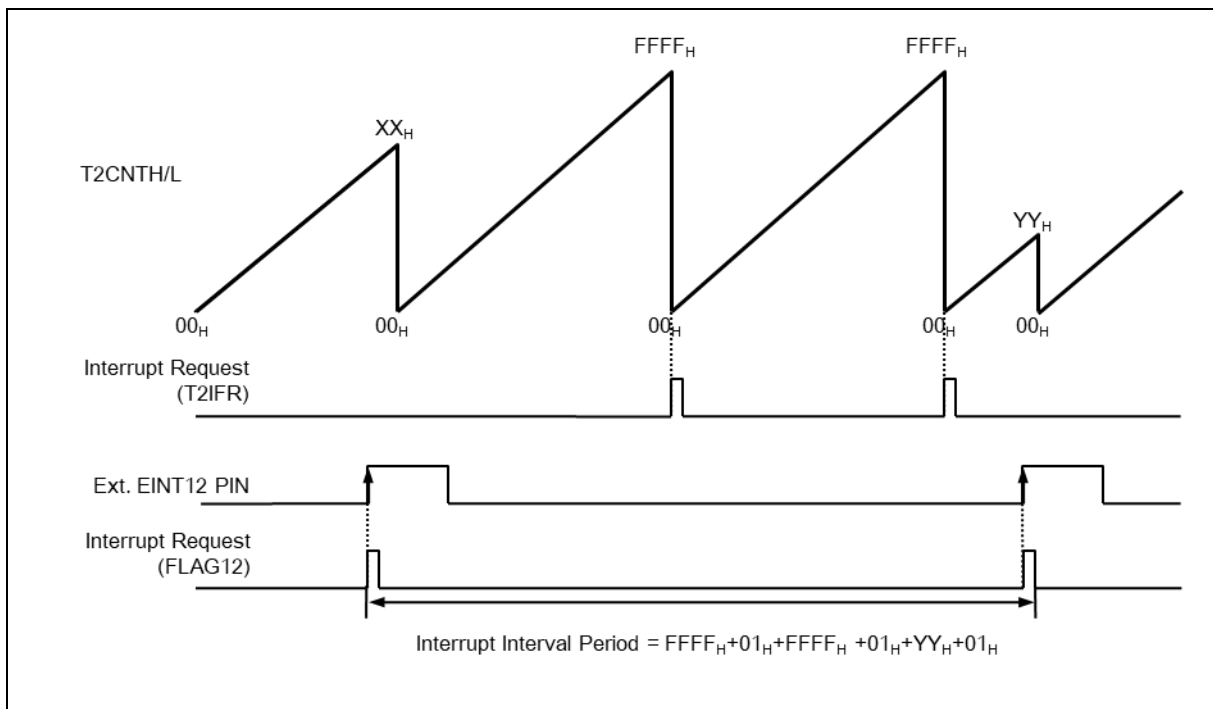 FFFFH FFFFH
XXH
T2CNTH/L
YYH
00H 00H 00H 00H 00H
Interrupt Request
(T2IFR)
Ext. EINT12 PIN
Interrupt Request
(FLAG12)
Interrupt Interval Period = FFFFH+01H+FFFFH +01H+YYH+01H